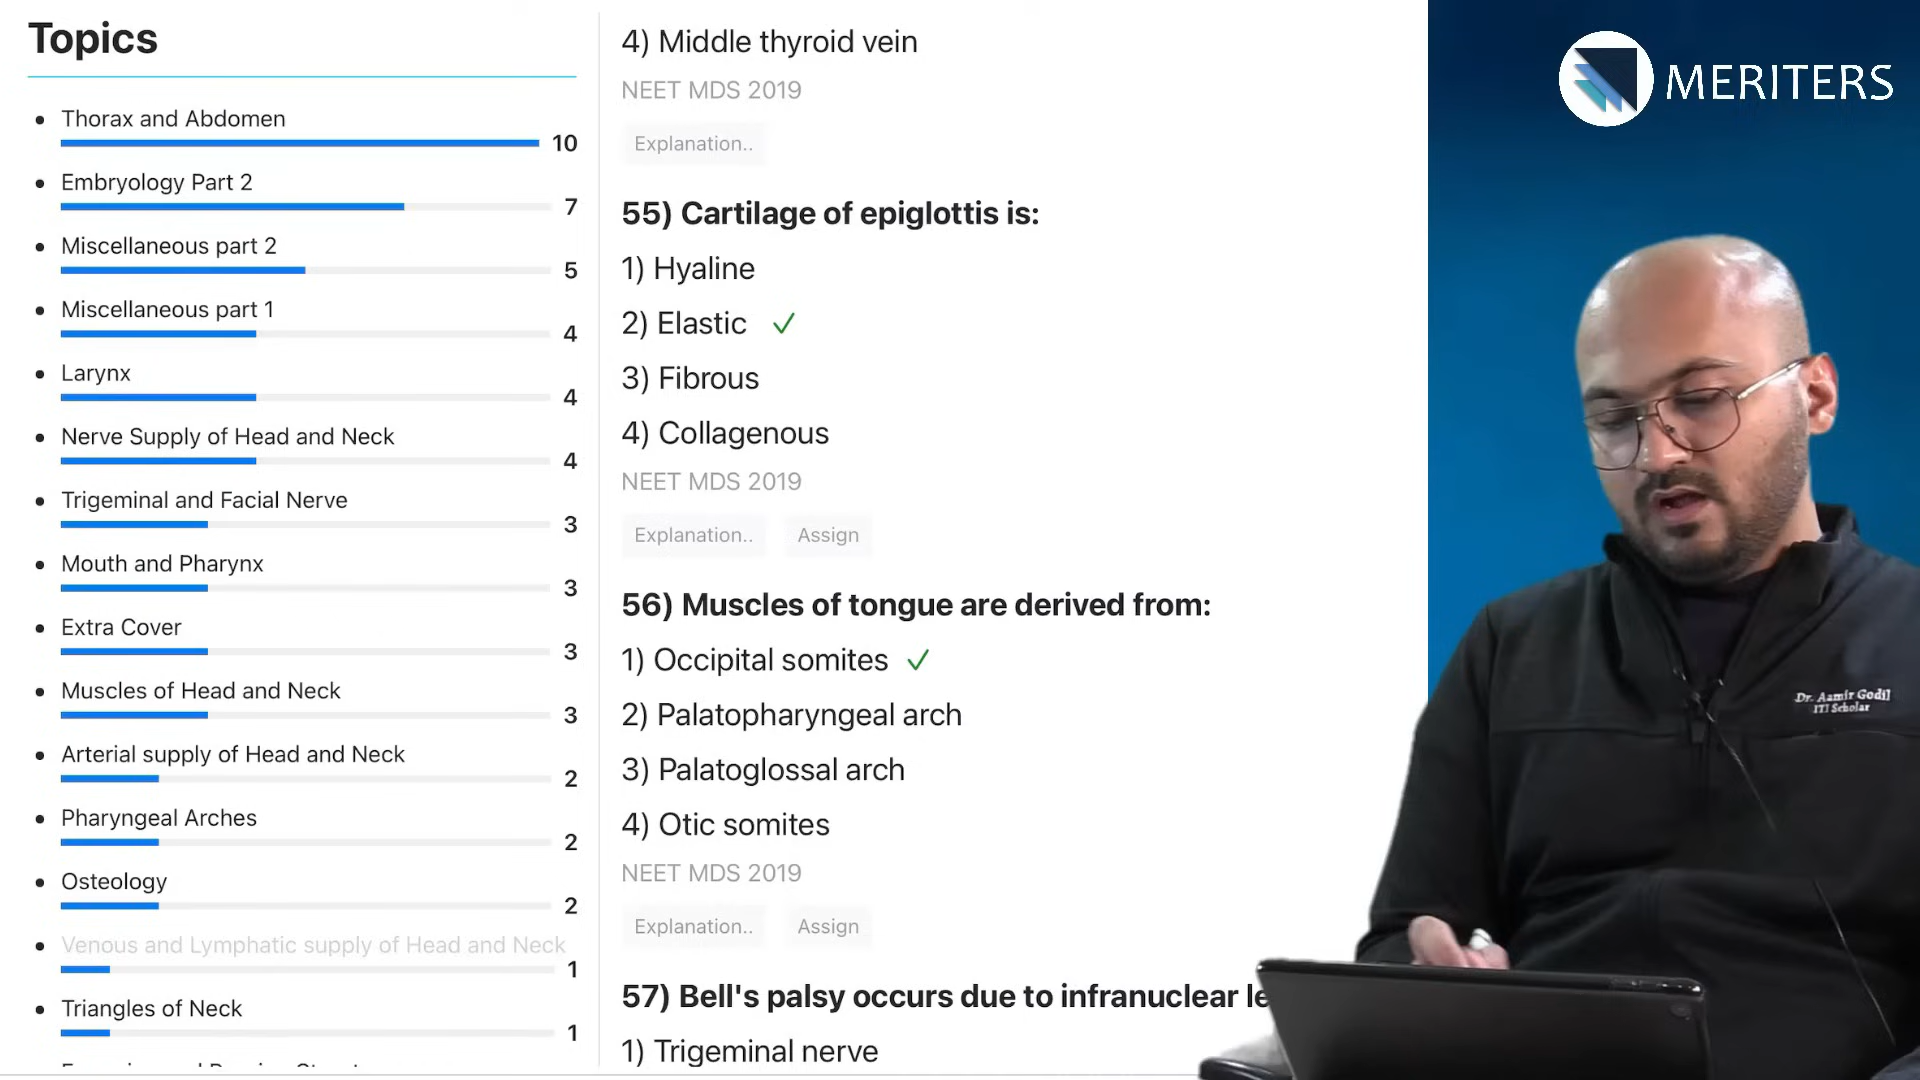 Topics
Thorax and Abdomen
10
Embryology Part 2
7
Miscellaneous part 2
5
Miscellaneous part 1
4
Larynx
4
Nerve Supply of Head and Neck
4
Trigeminal and Facial Nerve
3
Mouth and Pharynx
3
Extra Cover
3
Muscles of Head and Neck
3
Arterial supply of Head and Neck
2
Pharyngeal Arches
2
Osteology
2
Venous and Lymphatic supply of Head and Neck
1
Triangles of Neck
1
4) Middle thyroid vein
NEET MDS 2019
Explanation..
55) Cartilage of epiglottis is:
1) Hyaline
2) Elastic ✓
3) Fibrous
4) Collagenous
NEET MDS 2019
Explanation.. Assign
56) Muscles of tongue are derived from:
1) Occipital somites ✓
2) Palatopharyngeal arch
3) Palatoglossal arch
4) Otic somites
NEET MDS 2019
Explanation.. Assign
57) Bell's palsy occurs due to infranuclear
1) Trigeminal nerve
MERITERS
Dr. Aamir Godil
ITI Scholar